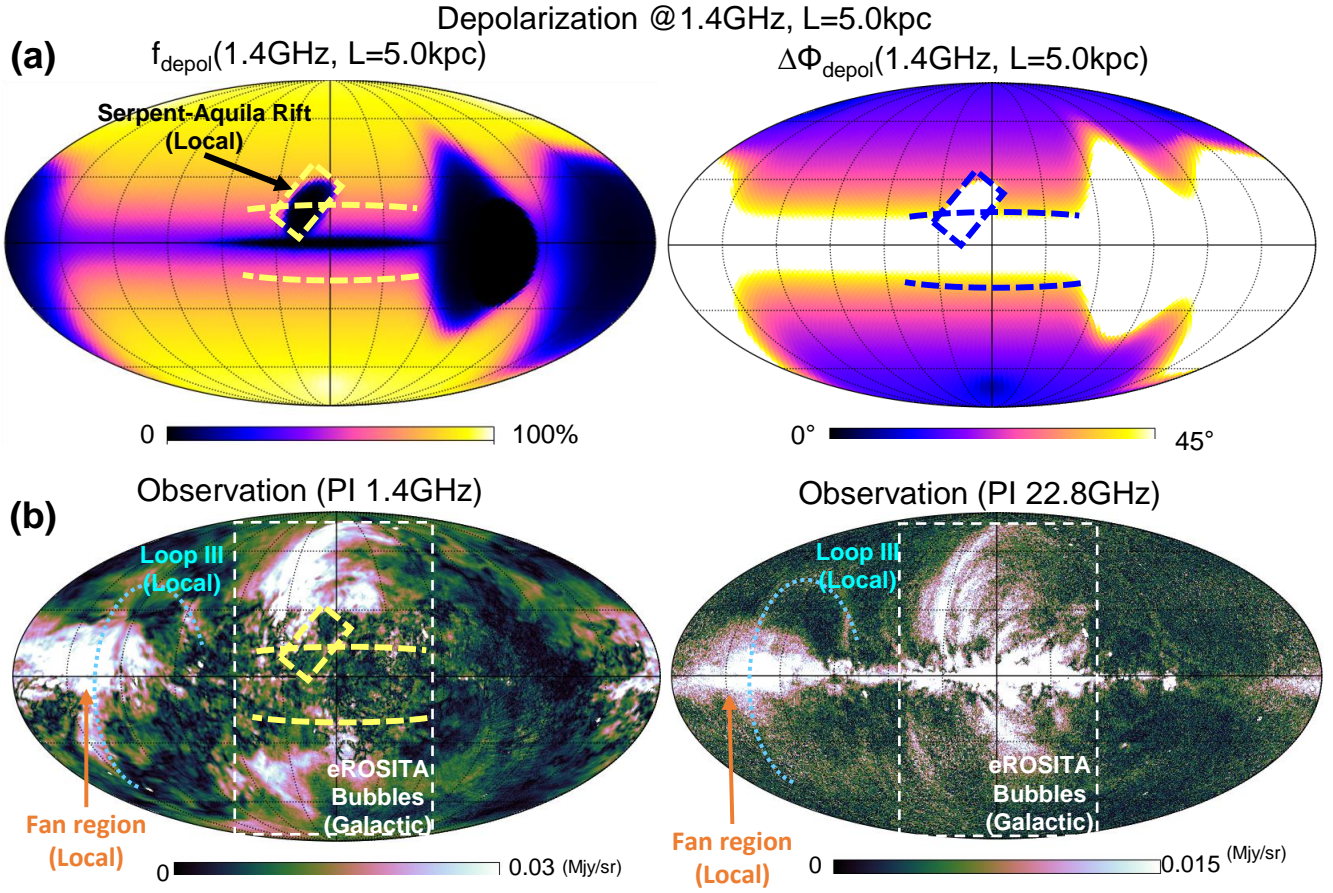 Depolarization @1.4GHz, L=5.0kpc
(a)
f_depol(1.4GHz, L=5.0kpc)
ΔΦ_depol(1.4GHz, L=5.0kpc)
Serpent-Aquila Rift
(Local)
0
100%
0°
45°
(b)
Observation (PI 1.4GHz)
Observation (PI 22.8GHz)
Loop III
(Local)
eROSITA
Bubbles
(Galactic)
Fan region
(Local)
Loop III
(Local)
eROSITA
Bubbles
(Galactic)
Fan region
(Local)
0
0.03 (Mjy/sr)
0
0.015 (Mjy/sr)